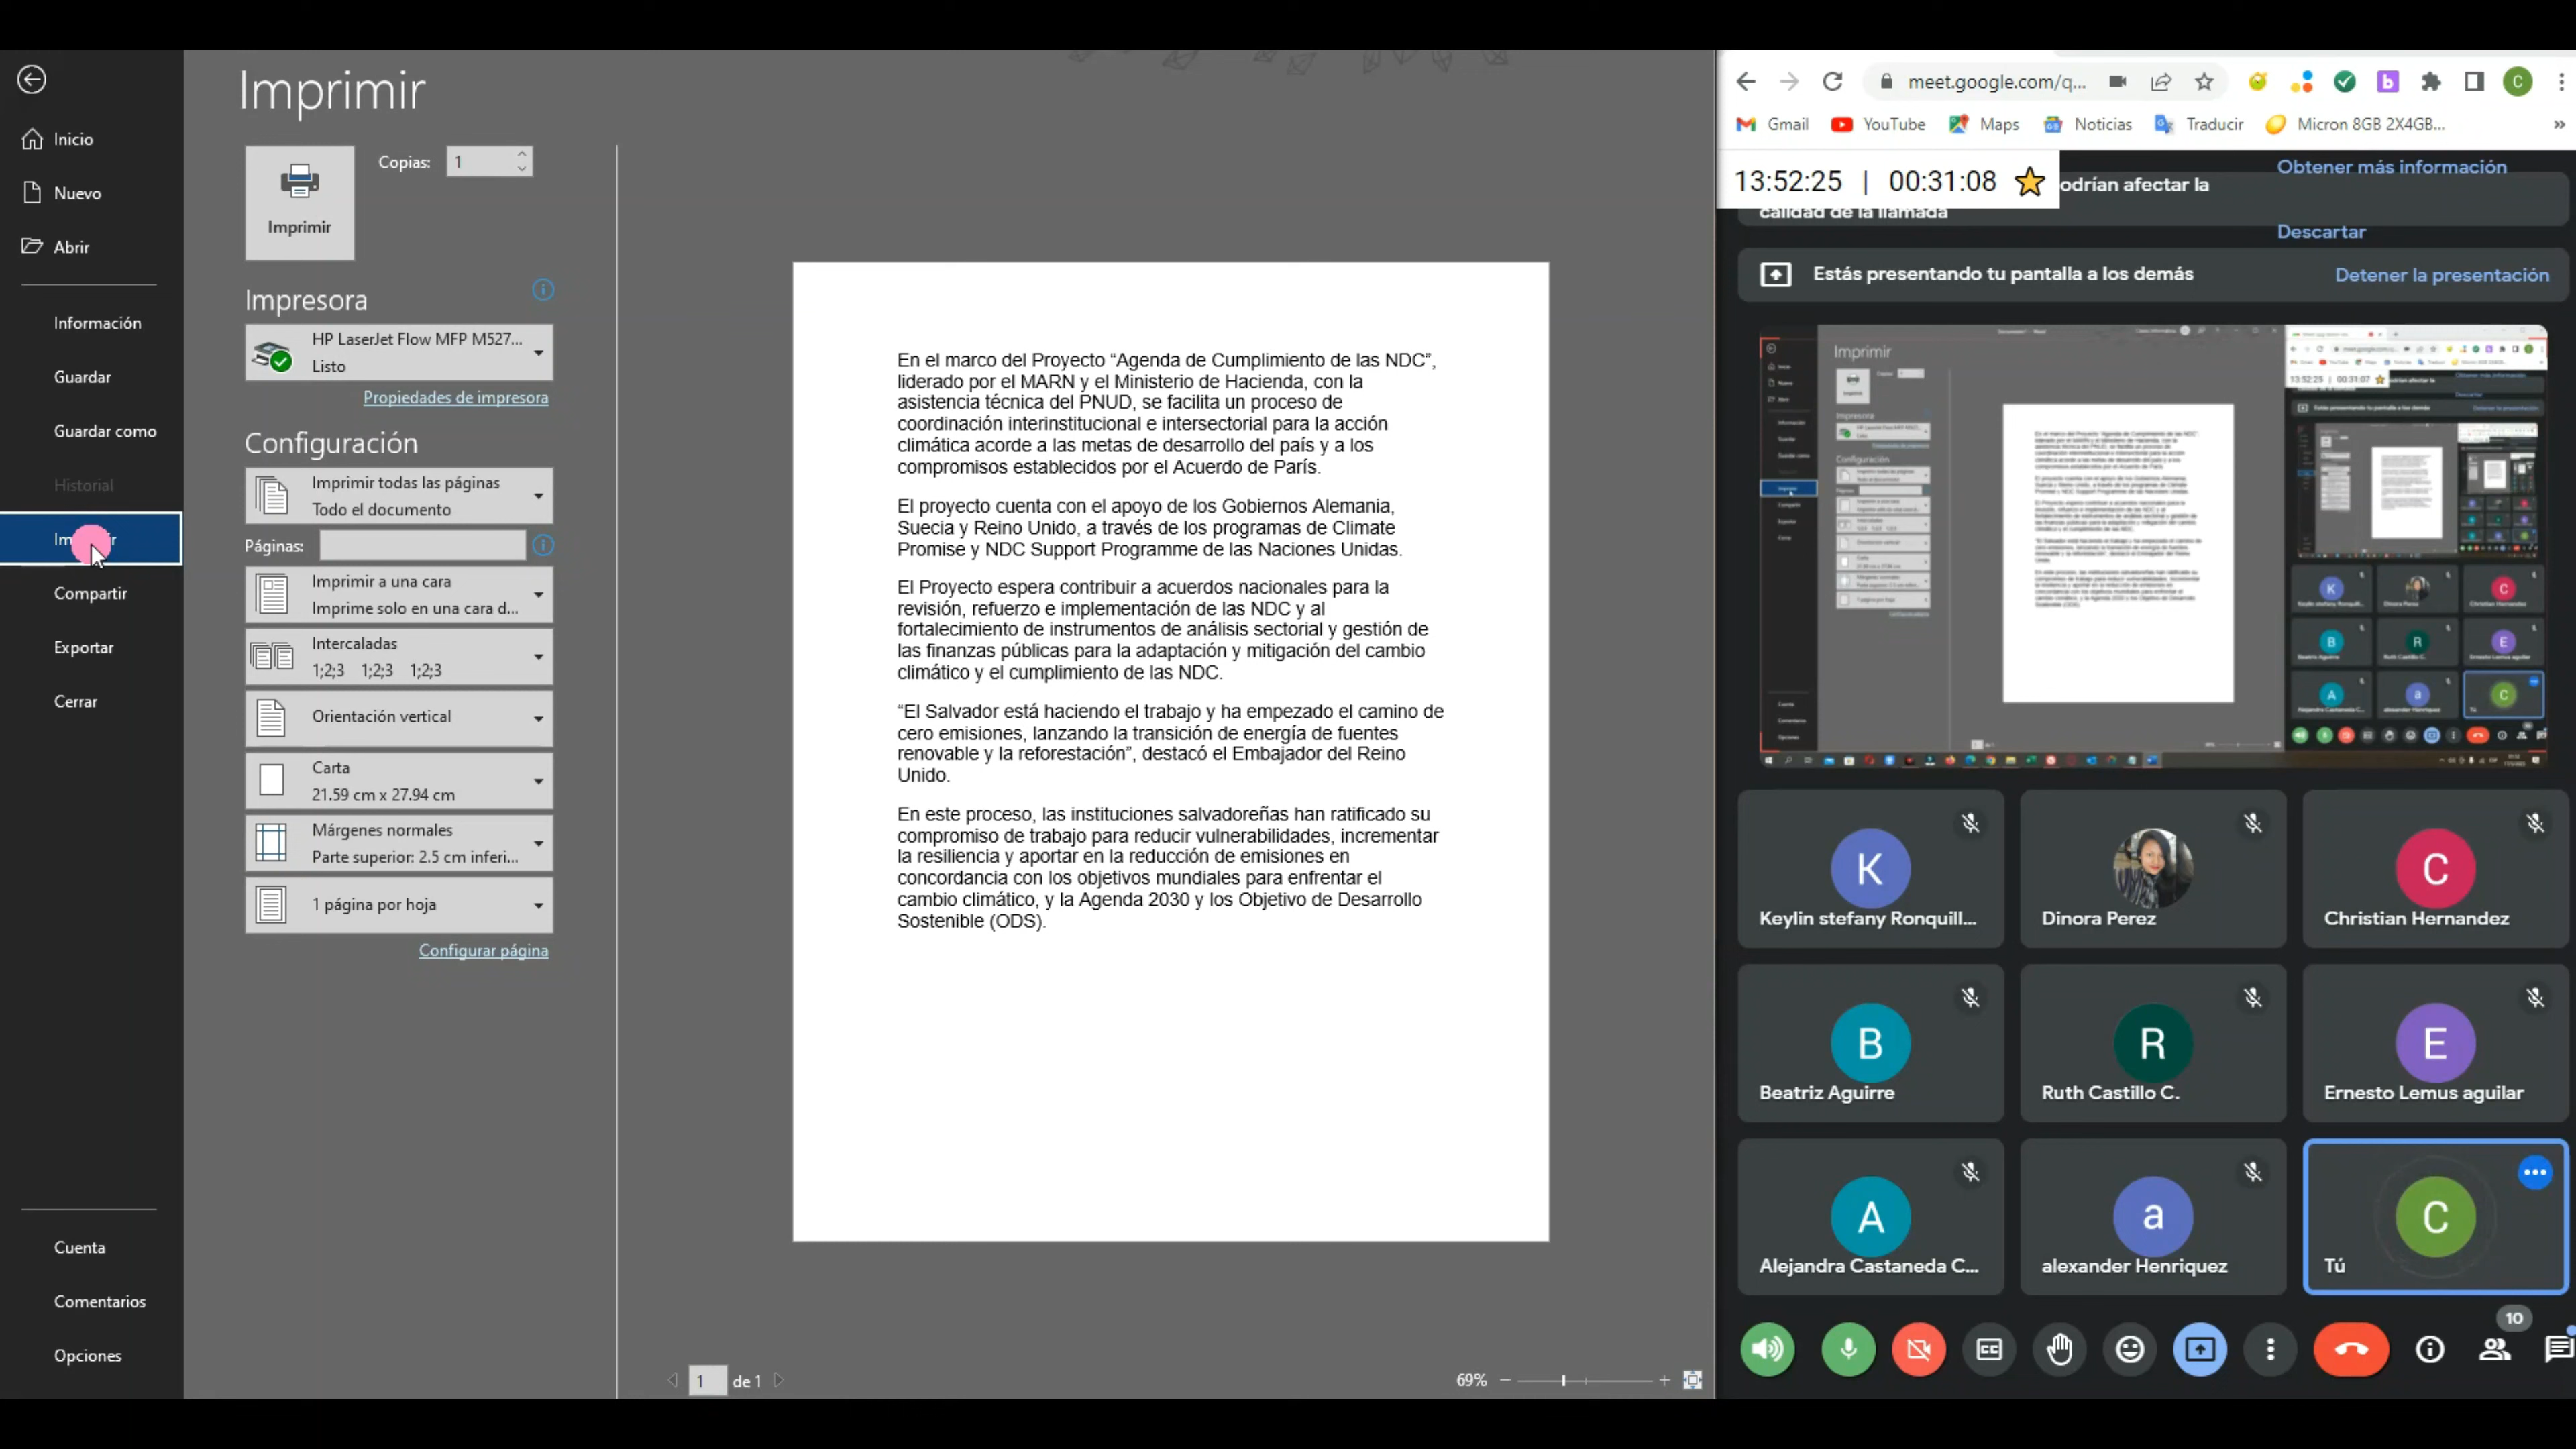 Imprimir
Inicio
Nuevo
Abrir
Información
Guardar
Guardar como
Historial
Compartir
Exportar
Cerrar
Cuenta
Comentarios
Opciones
Imprimir
Copias: 1
Impresora
HP LaserJet Flow MFP M527...
Listo
Propiedades de impresora
Configuración
Imprimir todas las páginas
Todo el documento
Páginas:
Imprimir a una cara
Imprime solo en una cara d...
Intercaladas
1;2;3 1;2;3 1;2;3
Orientación vertical
Carta
21.59 cm x 27.94 cm
Márgenes normales
Parte superior: 2.5 cm inferi...
1 página por hoja
Configurar página
En el marco del Proyecto “Agenda de Cumplimiento de las NDC”,
liderado por el MARN y el Ministerio de Hacienda, con la
asistencia técnica del PNUD, se facilita un proceso de
coordinación interinstitucional e intersectorial para la acción
climática acorde a las metas de desarrollo del país y a los
compromisos establecidos por el Acuerdo de París.
El proyecto cuenta con el apoyo de los Gobiernos Alemania,
Suecia y Reino Unido, a través de los programas de Climate
Promise y NDC Support Programme de las Naciones Unidas.
El Proyecto espera contribuir a acuerdos nacionales para la
revisión, refuerzo e implementación de las NDC y al
fortalecimiento de instrumentos de análisis sectorial y gestión de
las finanzas públicas para la adaptación y mitigación del cambio
climático y el cumplimiento de las NDC.
“El Salvador está haciendo el trabajo y ha empezado el camino de
cero emisiones, lanzando la transición de energía de fuentes
renovable y la reforestación”, destacó el Embajador del Reino
Unido.
En este proceso, las instituciones salvadoreñas han ratificado su
compromiso de trabajo para reducir vulnerabilidades, incrementar
la resiliencia y aportar en la reducción de emisiones en
concordancia con los objetivos mundiales para enfrentar el
cambio climático, y la Agenda 2030 y los Objetivo de Desarrollo
Sostenible (ODS).
1 de 1
69%
meet.google.com/q...
C
Gmail YouTube Maps Noticias Traducir Micron 8GB 2X4GB...
13:52:25 | 00:31:08
odrían afectar la
calidad de la llamada
Obtener más información
Descartar
Estás presentando tu pantalla a los demás
Detener la presentación
Imprimir
K
Keylin stefany Ronquill...
Dinora Perez
C
Christian Hernandez
B
Beatriz Aguirre
R
Ruth Castillo C.
E
Ernesto Lemus aguilar
A
Alejandra Castaneda C...
a
alexander Henriquez
C
Tú
10